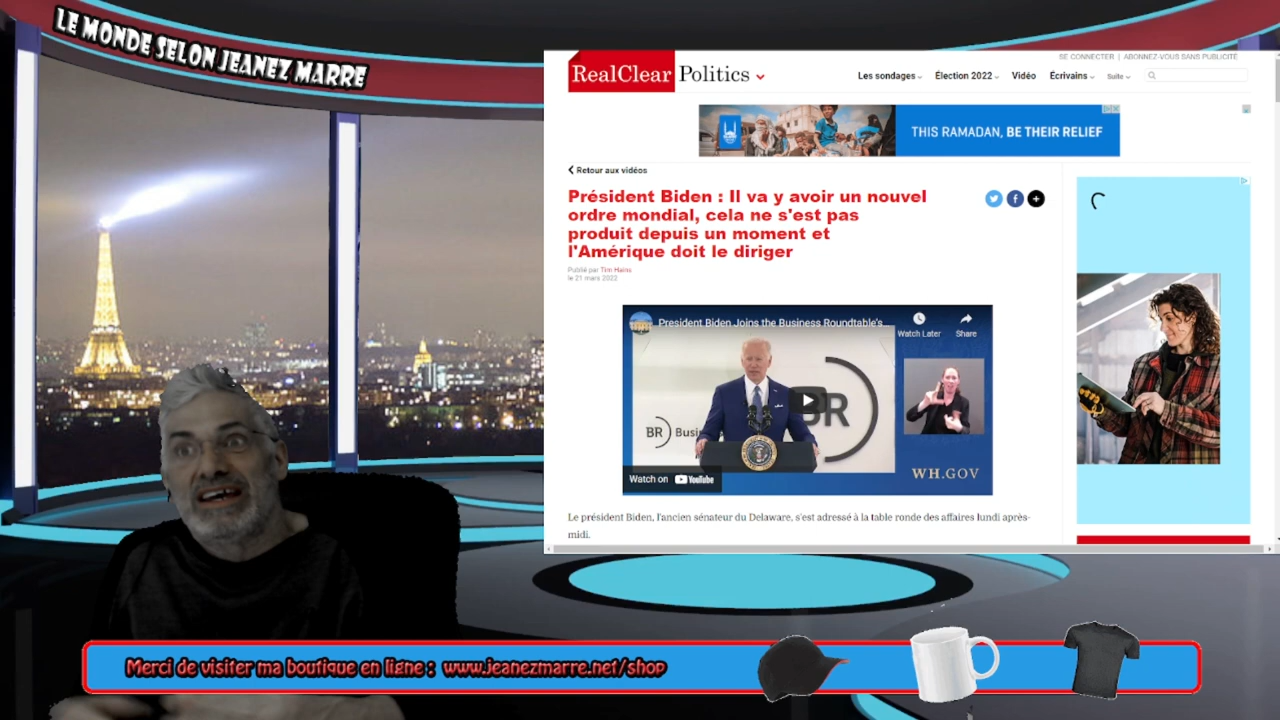 LE MONDE SELON JEANEZ MARRE
SE CONNECTER | ABONNEZ-VOUS SANS PUBLICITÉ
RealClear Politics
Les sondages Élection 2022 Vidéo Écrivains Suite
THIS RAMADAN, BE THEIR RELIEF
Retour aux vidéos
Président Biden : Il va y avoir un nouvel
ordre mondial, cela ne s'est pas
produit depuis un moment et
l'Amérique doit le diriger
Publié par Tim Hains
le 21 mars 2022
President Biden Joins the Business Roundtable's
Watch Later Share
BR
BR Busi
WH.GOV
Watch on YouTube
Le président Biden, l'ancien sénateur du Delaware, s'est adressé à la table ronde des affaires lundi après-
midi.
Merci de visiter ma boutique en ligne : www.jeanezmarre.net/shop